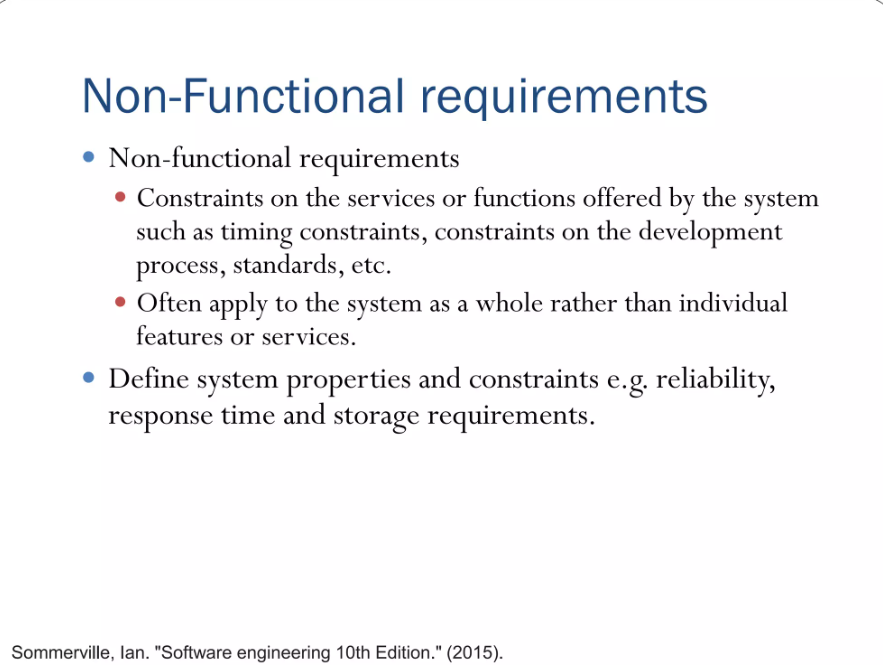 Non-Functional requirements
Non-functional requirements
Constraints on the services or functions offered by the system
such as timing constraints, constraints on the development
process, standards, etc.
Often apply to the system as a whole rather than individual
features or services.
Define system properties and constraints e.g. reliability,
response time and storage requirements.
Sommerville, Ian. "Software engineering 10th Edition." (2015).